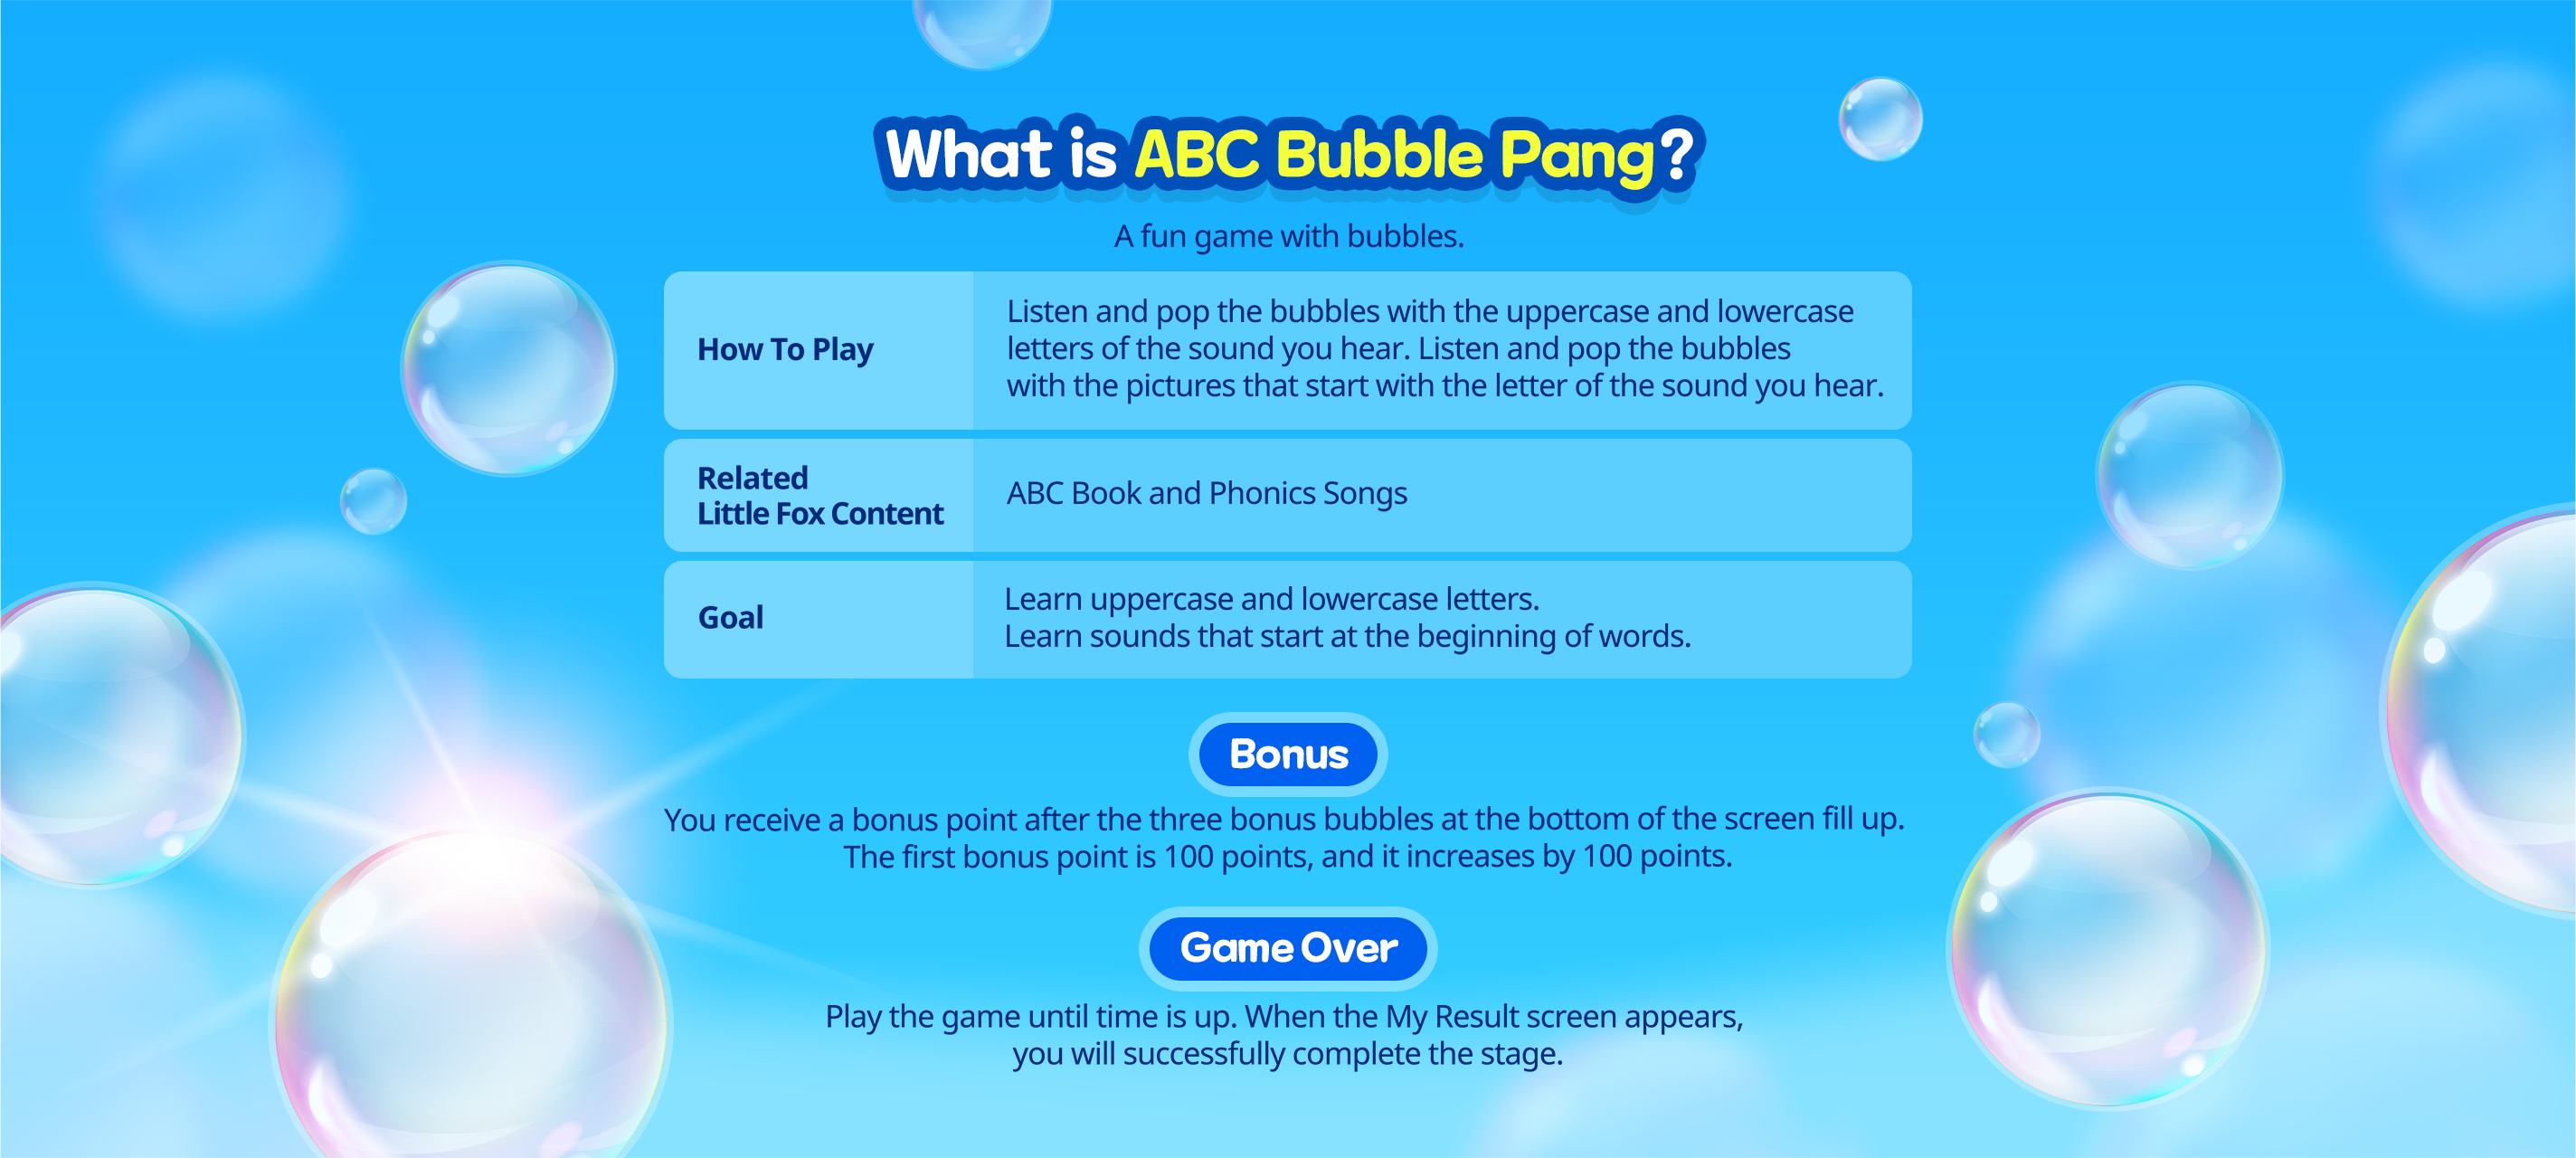 What is ABC Bubble Pang?
A fun game with bubbles.
How To Play
Listen and pop the bubbles with the uppercase and lowercase
letters of the sound you hear. Listen and pop the bubbles
with the pictures that start with the letter of the sound you hear.
Related
Little Fox Content
ABC Book and Phonics Songs
Goal
Learn uppercase and lowercase letters.
Learn sounds that start at the beginning of words.
Bonus
You receive a bonus point after the three bonus bubbles at the bottom of the screen fill up.
The first bonus point is 100 points, and it increases by 100 points.
Game Over
Play the game until time is up. When the My Result screen appears,
you will successfully complete the stage.